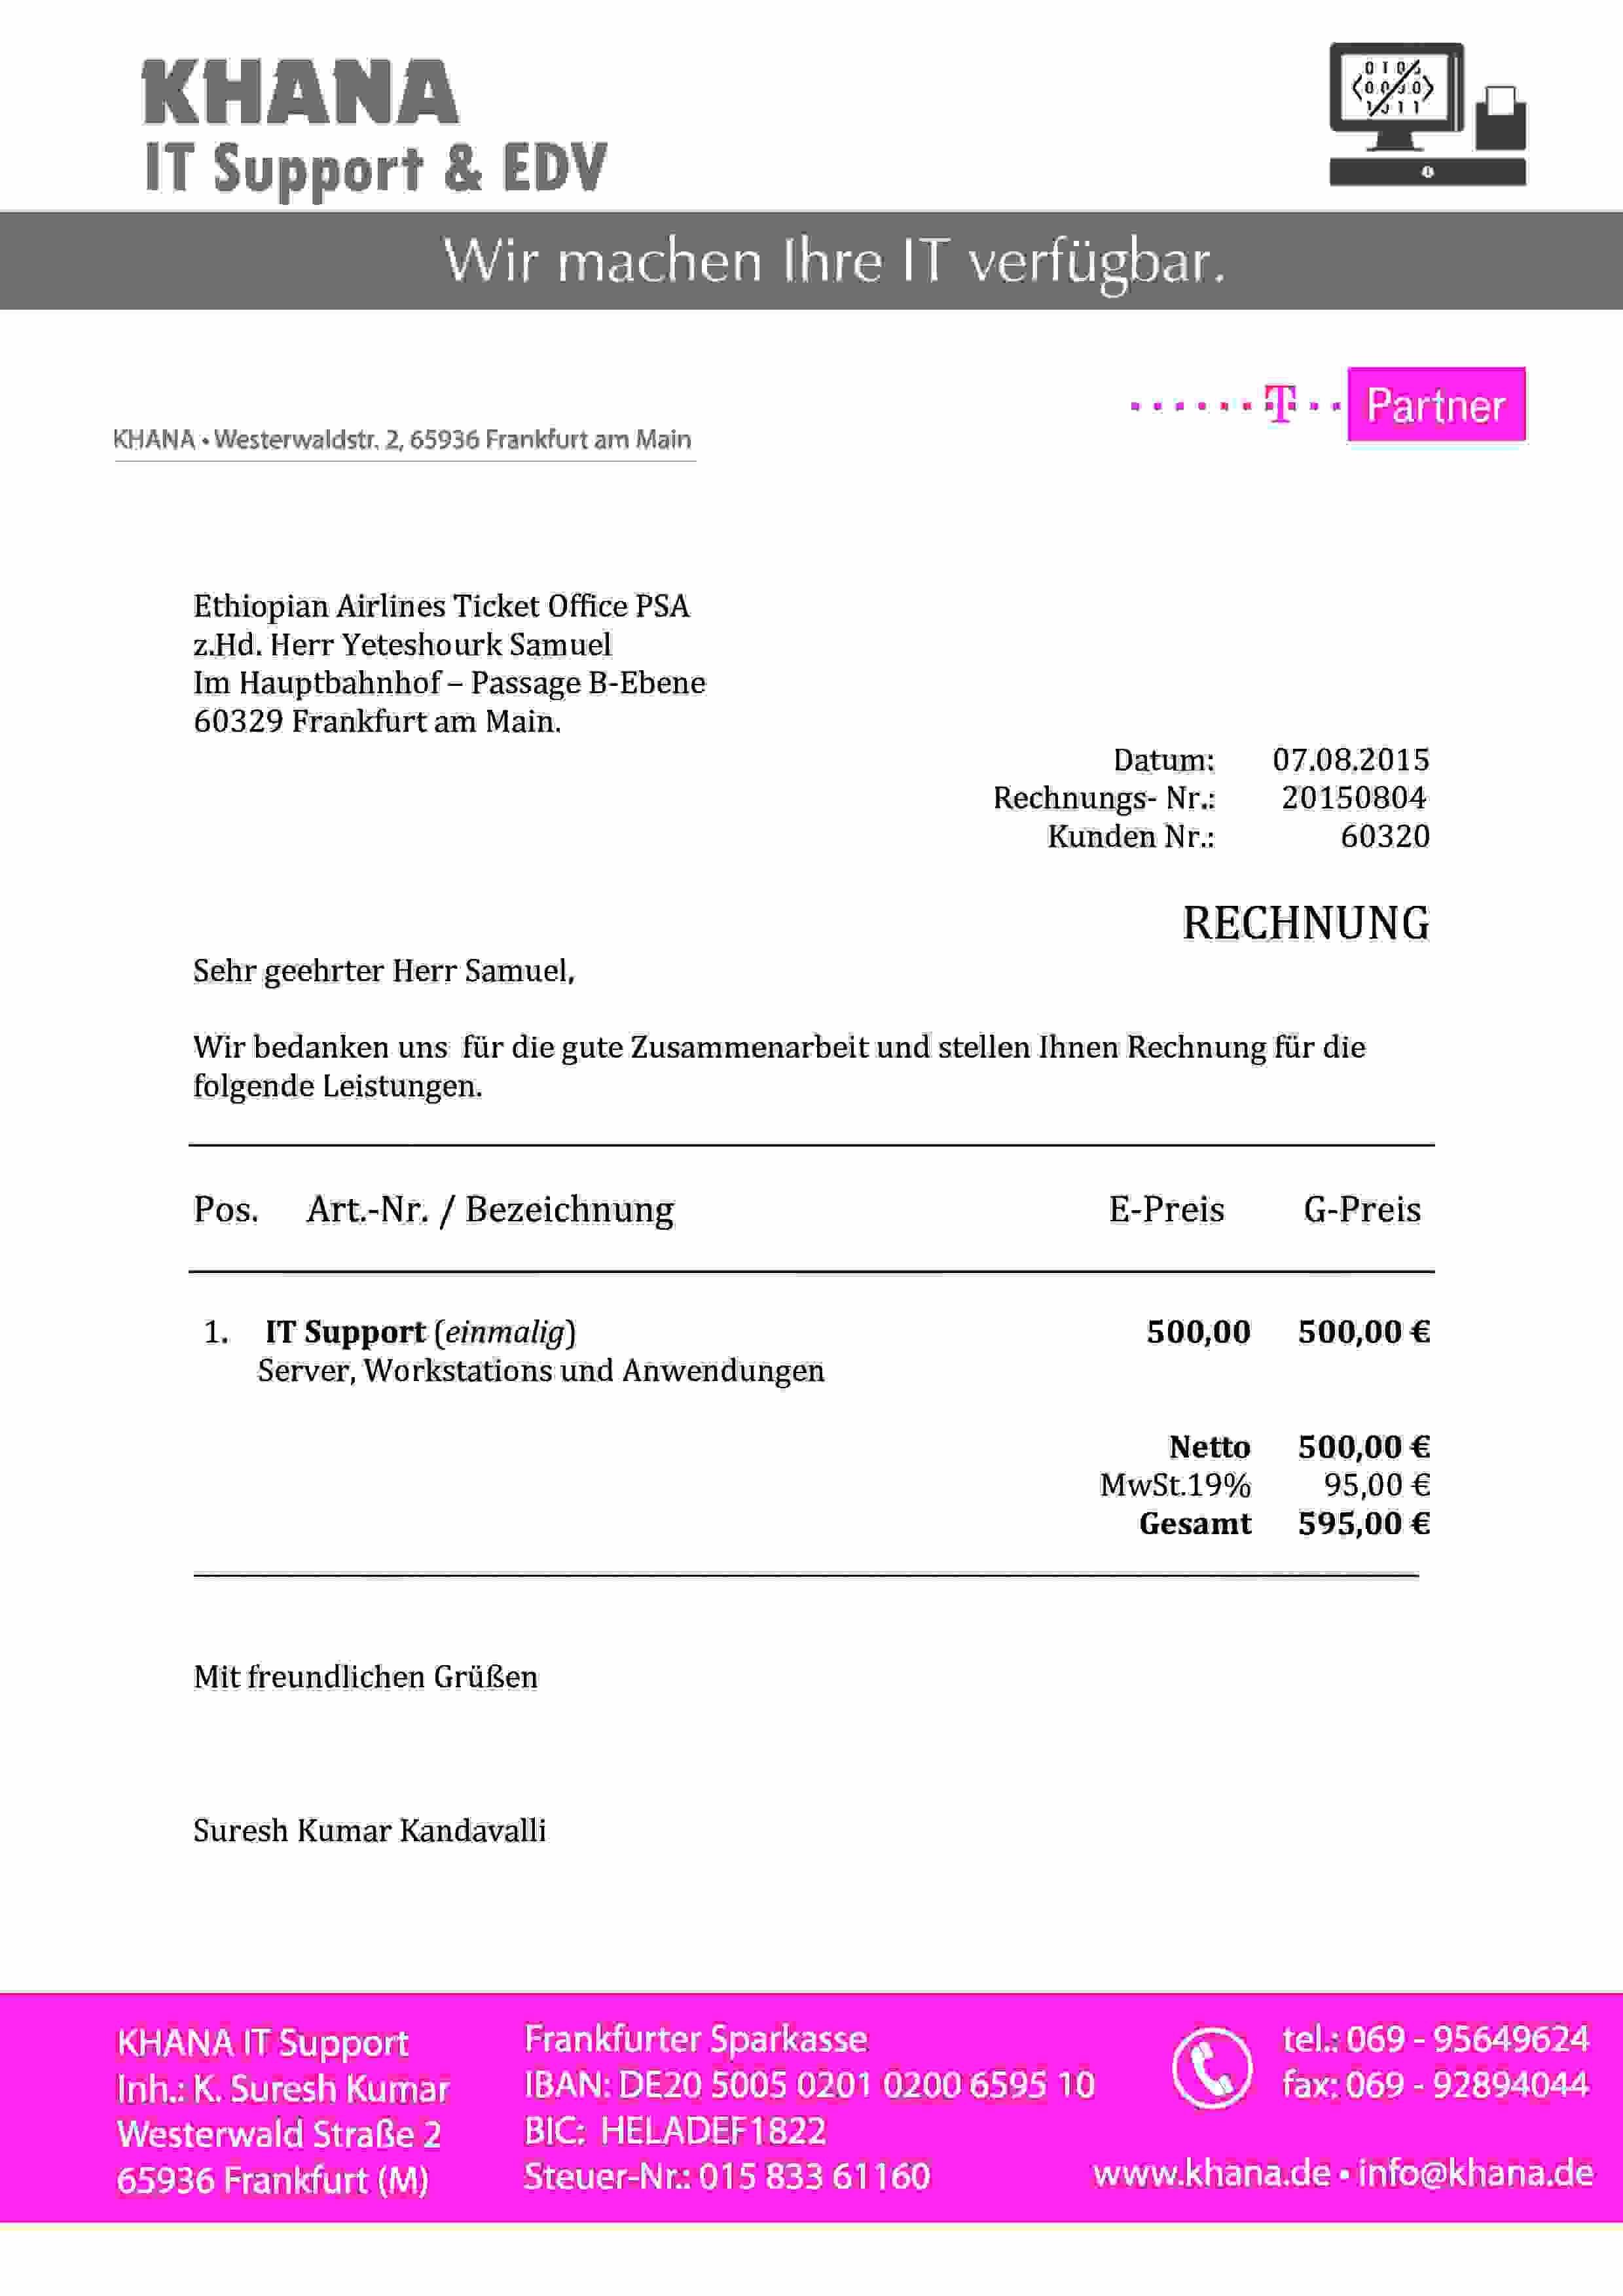 KHANA
IT Support & EDV
Wir machen Ihre IT verfügbar.
T Partner
KHANA • Westerwaldstr. 2, 65936 Frankfurt am Main
Ethiopian Airlines Ticket Office PSA
z.Hd. Herr Yeteshourk Samuel
Im Hauptbahnhof – Passage B-Ebene
60329 Frankfurt am Main.
Datum: 07.08.2015
Rechnungs- Nr.: 20150804
Kunden Nr.: 60320
RECHNUNG
Sehr geehrter Herr Samuel,
Wir bedanken uns für die gute Zusammenarbeit und stellen Ihnen Rechnung für die
folgende Leistungen.
Pos. Art.-Nr. / Bezeichnung E-Preis G-Preis
1. IT Support (einmalig) 500,00 500,00 €
Server, Workstations und Anwendungen
Netto 500,00 €
MwSt.19% 95,00 €
Gesamt 595,00 €
Mit freundlichen Grüßen
Suresh Kumar Kandavalli
KHANA IT Support
Inh.: K. Suresh Kumar
Westerwald Straße 2
65936 Frankfurt (M)
Frankfurter Sparkasse
IBAN: DE20 5005 0201 0200 6595 10
BIC: HELADEF1822
Steuer-Nr.: 015 833 61160
tel.: 069 - 95649624
fax: 069 - 92894044
www.khana.de • info@khana.de